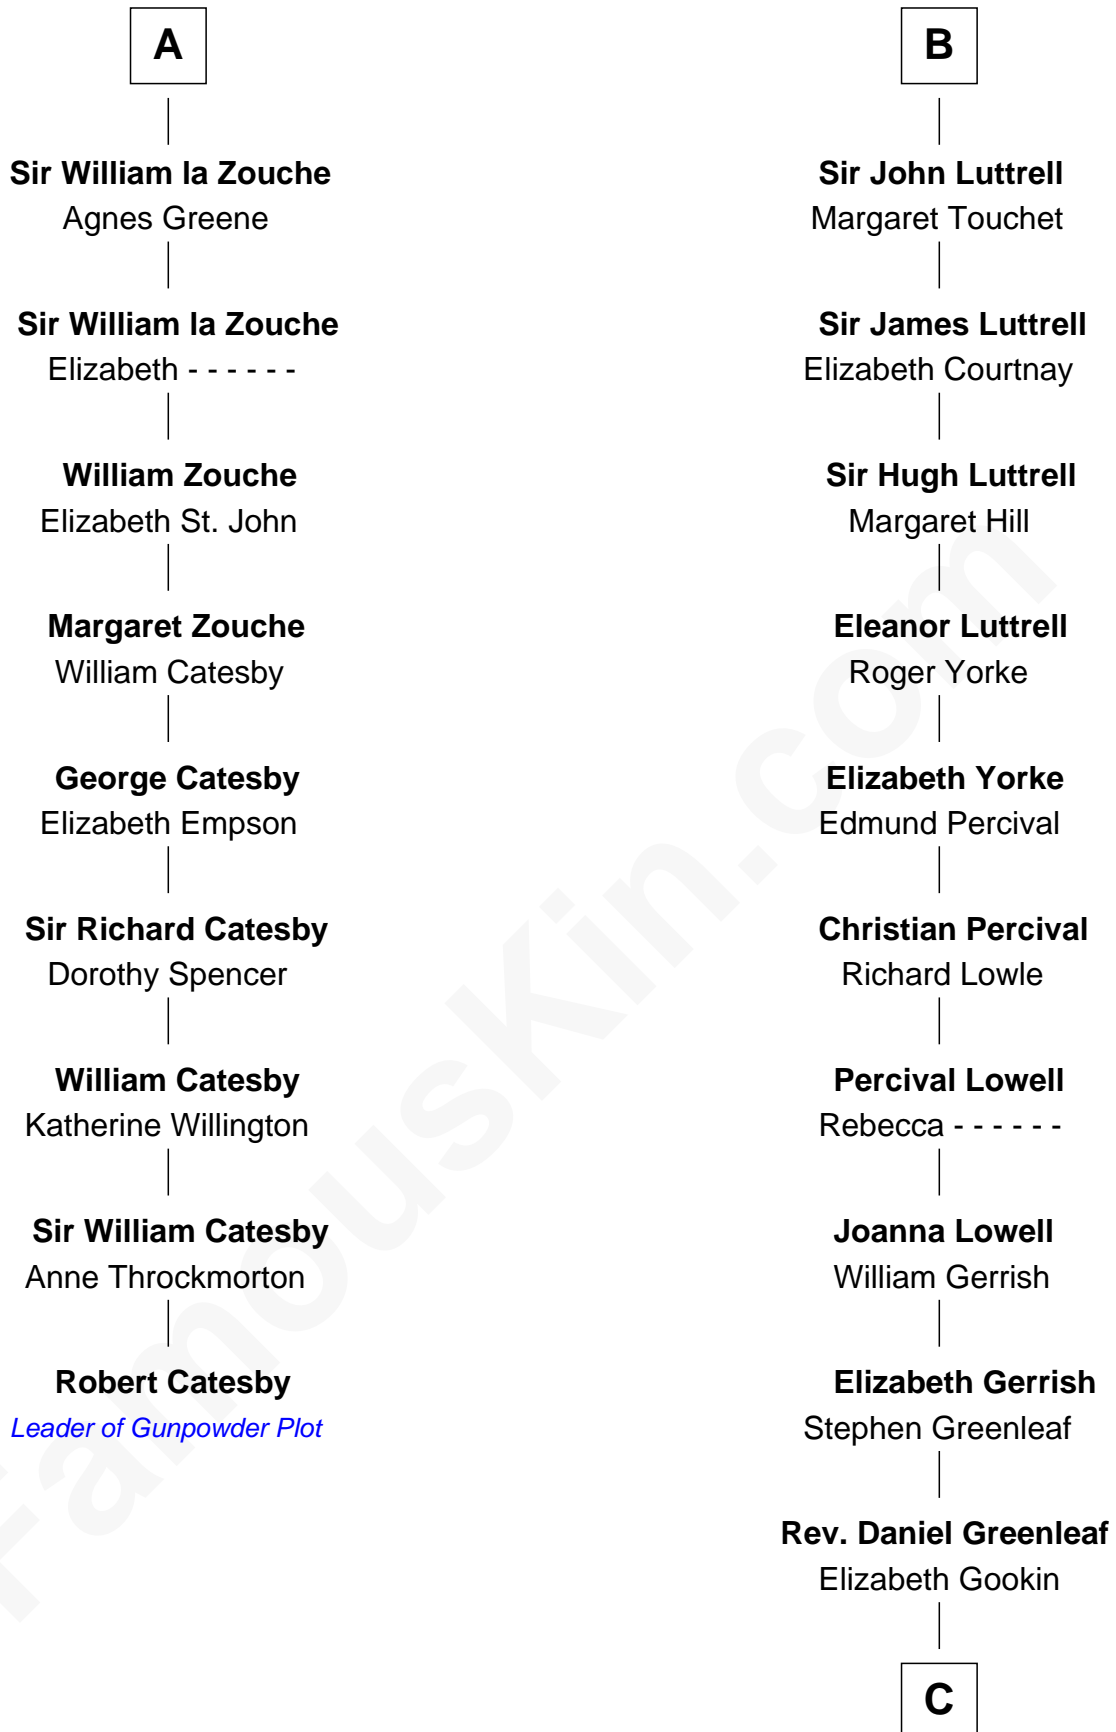 A
Sir William la Zouche
Agnes Greene
Sir William la Zouche
Elizabeth - - - - - -
William Zouche
Elizabeth St. John
Margaret Zouche
William Catesby
George Catesby
Elizabeth Empson
Sir Richard Catesby
Dorothy Spencer
William Catesby
Katherine Willington
Sir William Catesby
Anne Throckmorton
Robert Catesby
Leader of Gunpowder Plot
B
Sir John Luttrell
Margaret Touchet
Sir James Luttrell
Elizabeth Courtnay
Sir Hugh Luttrell
Margaret Hill
Eleanor Luttrell
Roger Yorke
Elizabeth Yorke
Edmund Percival
Christian Percival
Richard Lowle
Percival Lowell
Rebecca - - - - - -
Joanna Lowell
William Gerrish
Elizabeth Gerrish
Stephen Greenleaf
Rev. Daniel Greenleaf
Elizabeth Gookin
C
FamousKin.com